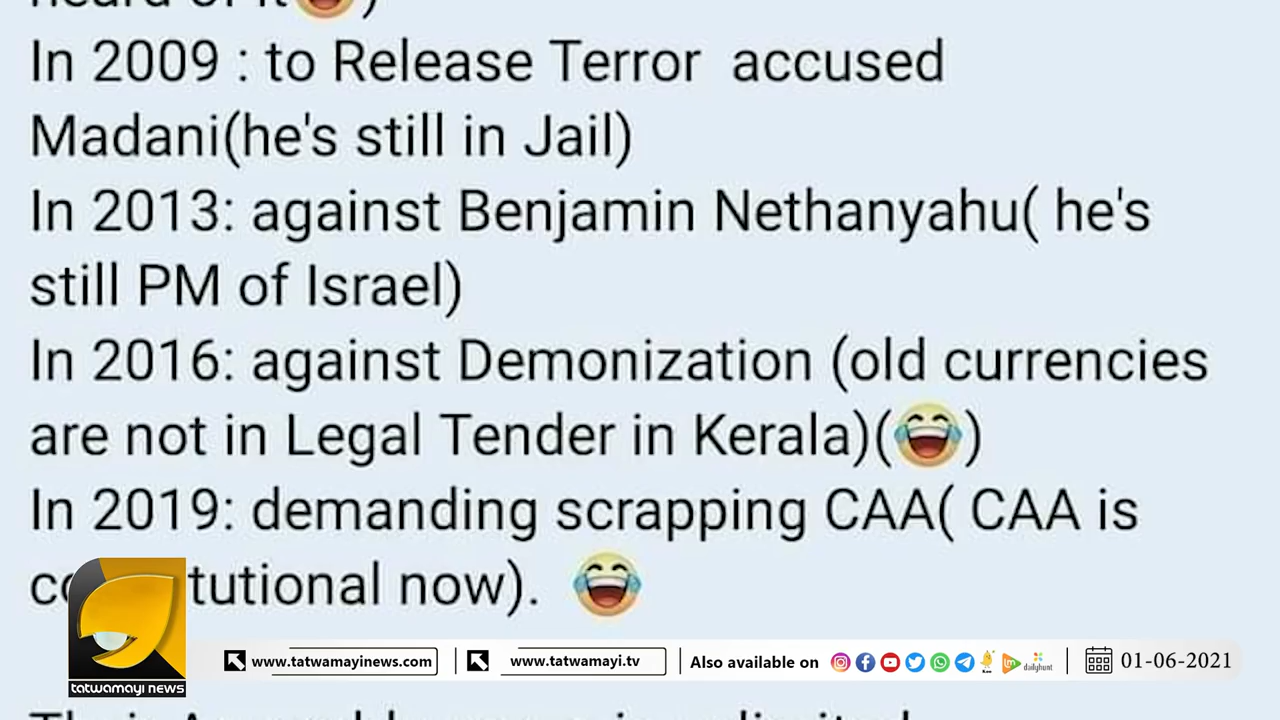 In 2009 : to Release Terror accused
Madani(he's still in Jail)
In 2013: against Benjamin Nethanyahu( he's
still PM of Israel)
In 2016: against Demonization (old currencies
are not in Legal Tender in Kerala)(😂)
In 2019: demanding scrapping CAA( CAA is
tutional now). 😂
tatwamayi news
www.tatwamayinews.com
www.tatwamayi.tv
Also available on
dailyhunt
01-06-2021